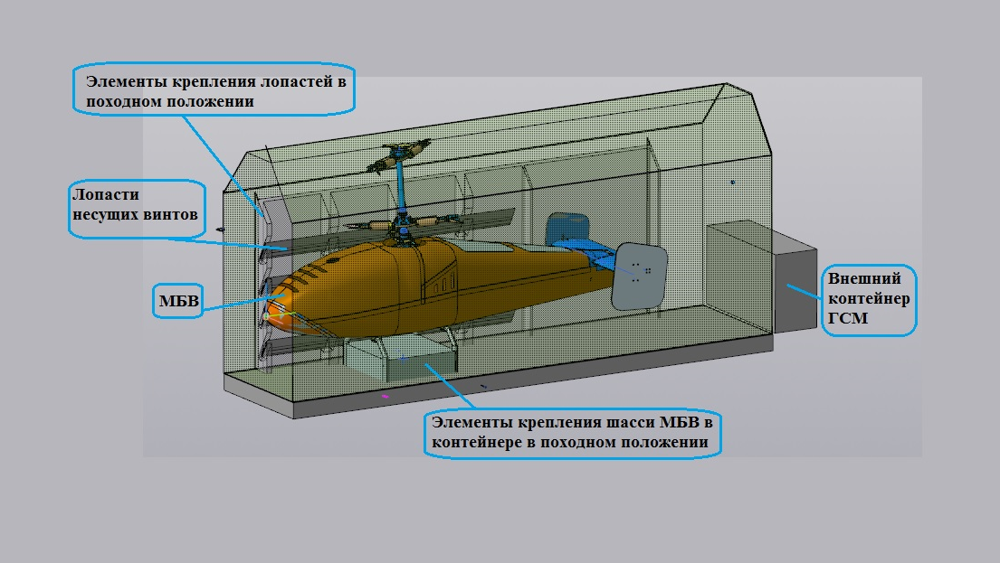 Элементы крепления лопастей в
походном положении
Лопасти
несущих винтов
МБВ
Внешний
контейнер
ГСМ
Элементы крепления шасси МБВ в
контейнере в походном положении